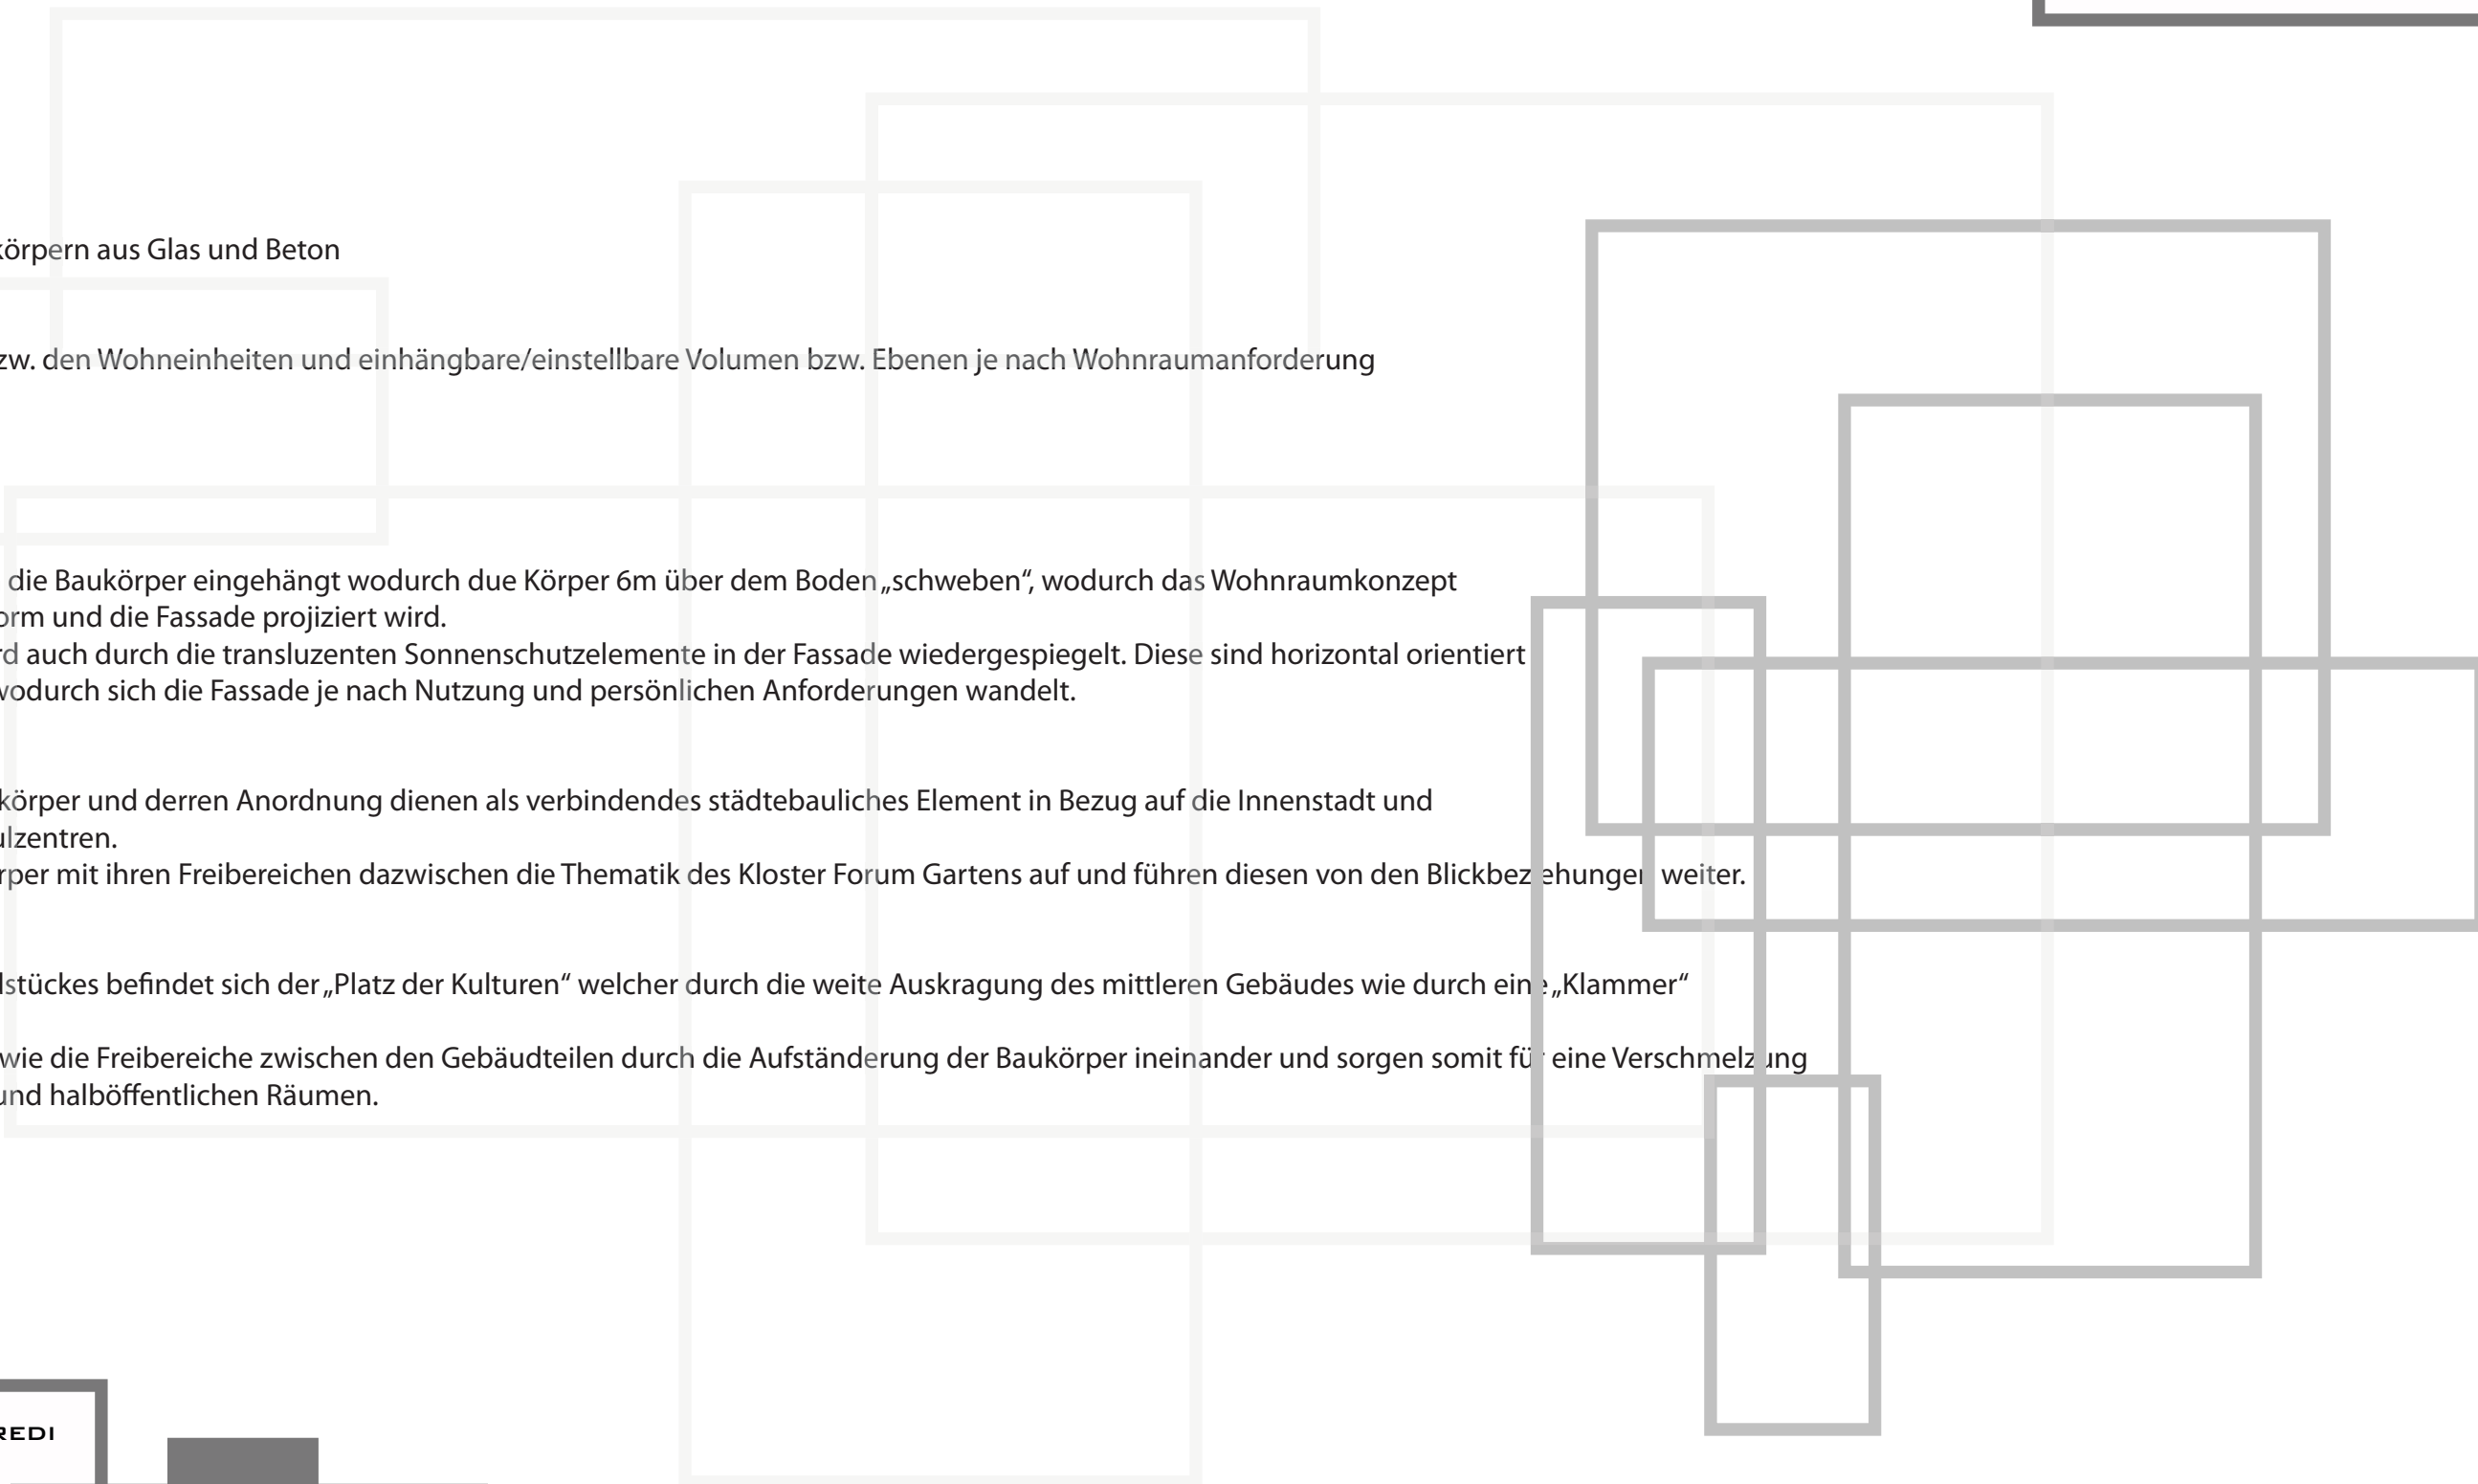 körpern aus Glas und Beton
zw. den Wohneinheiten und einhängbare/einstellbare Volumen bzw. Ebenen je nach Wohnraumanforderung
die Baukörper eingehängt wodurch due Körper 6m über dem Boden „schweben“, wodurch das Wohnraumkonzept
orm und die Fassade projiziert wird.
rd auch durch die transluzenten Sonnenschutzelemente in der Fassade wiedergespiegelt. Diese sind horizontal orientiert
wodurch sich die Fassade je nach Nutzung und persönlichen Anforderungen wandelt.
körper und derren Anordnung dienen als verbindendes städtebauliches Element in Bezug auf die Innenstadt und
ulzentren.
rper mit ihren Freibereichen dazwischen die Thematik des Kloster Forum Gartens auf und führen diesen von den Blickbeziehungen weiter.
dstückes befindet sich der „Platz der Kulturen“ welcher durch die weite Auskragung des mittleren Gebäudes wie durch eine „Klammer“
wie die Freibereiche zwischen den Gebäudteilen durch die Aufständerung der Baukörper ineinander und sorgen somit für eine Verschmelzung
und halböffentlichen Räumen.
REDI